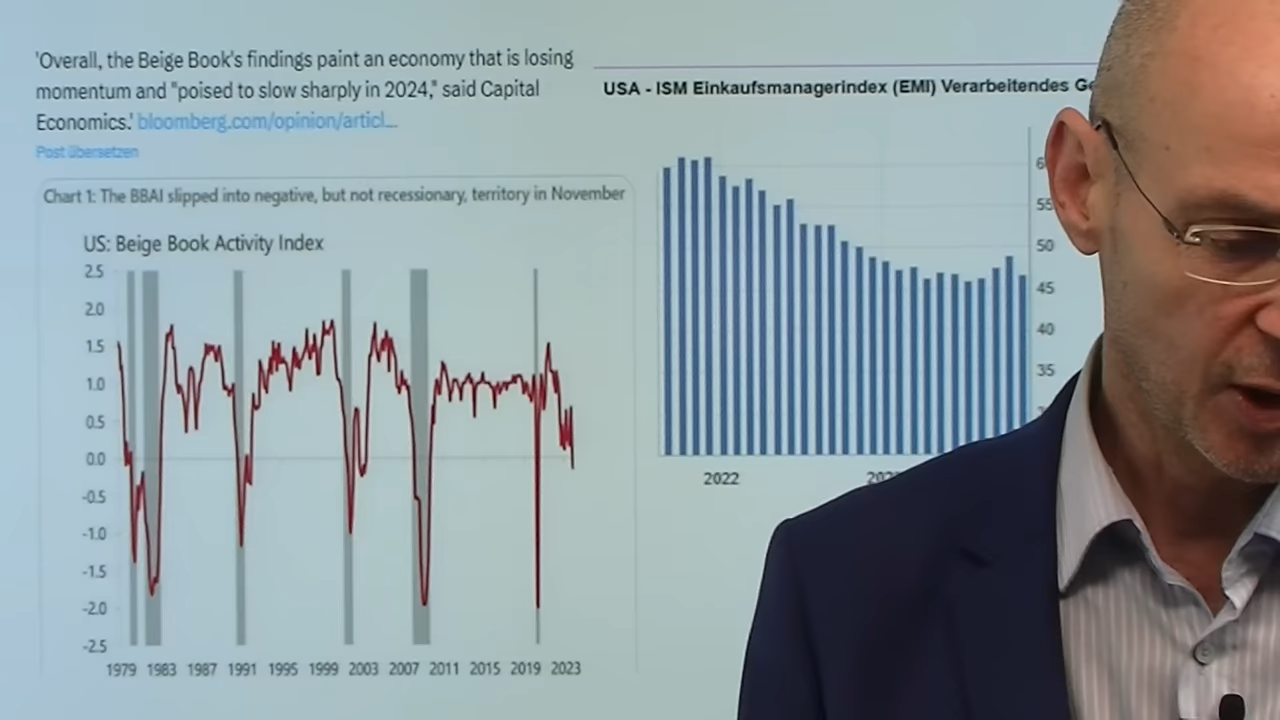 'Overall, the Beige Book's findings paint an economy that is losing
momentum and "poised to slow sharply in 2024," said Capital
Economics.' bloomberg.com/opinion/articl...
Post übersetzen
Chart 1: The BBAI slipped into negative, but not recessionary, territory in November
US: Beige Book Activity Index
2.5
2.0
1.5
1.0
0.5
0.0
-0.5
-1.0
-1.5
-2.0
-2.5
1979 1983 1987 1991 1995 1999 2003 2007 2011 2015 2019 2023
USA - ISM Einkaufsmanagerindex (EMI) Verarbeitendes
55
50
45
40
35
2022